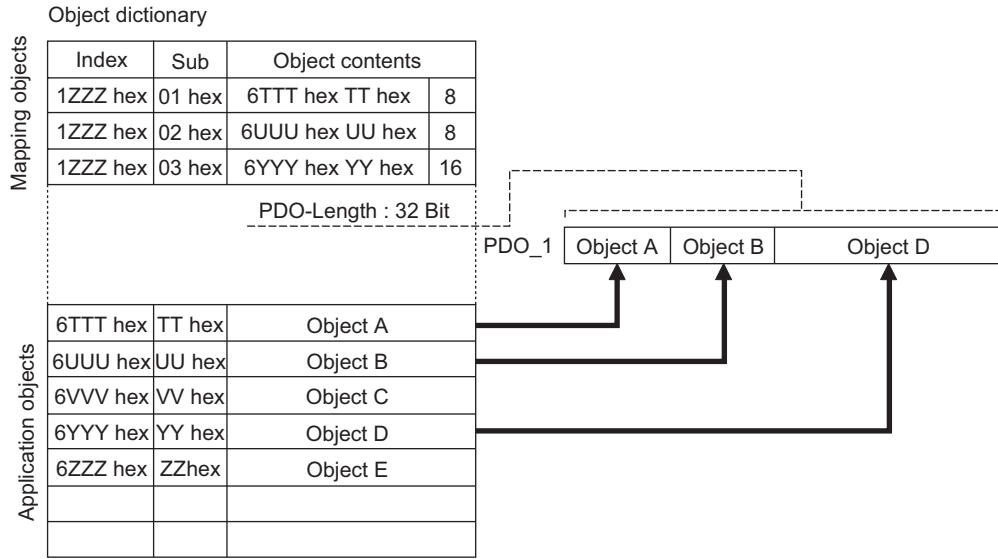 Object dictionary
Mapping objects
Index Sub Object contents
1ZZZ hex 01 hex 6TTT hex TT hex 8
1ZZZ hex 02 hex 6UUU hex UU hex 8
1ZZZ hex 03 hex 6YYY hex YY hex 16
PDO-Length : 32 Bit
PDO_1 Object A Object B Object D
Application objects
6TTT hex TT hex Object A
6UUU hex UU hex Object B
6VVV hex VV hex Object C
6YYY hex YY hex Object D
6ZZZ hex ZZhex Object E